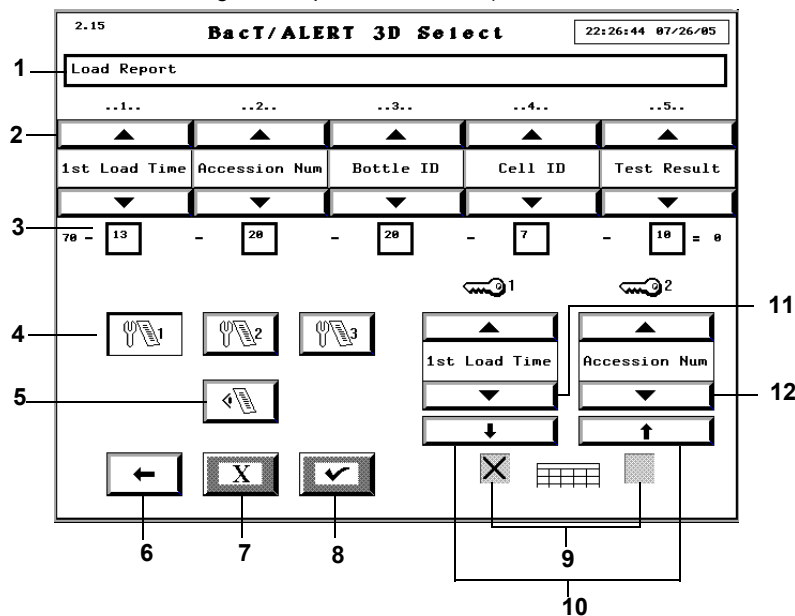 2.15
BacT/ALERT 3D Select
22:26:44 07/26/05
1
Load Report
..1.. ..2.. ..3.. ..4.. ..5..
2
1st Load Time Accession Num Bottle ID Cell ID Test Result
3
70 - 13 - 20 - 20 - 7 - 10 = 0
1 2
11
4
1 2 3
1st Load Time Accession Num
5
12
X
6 7 8
9
10